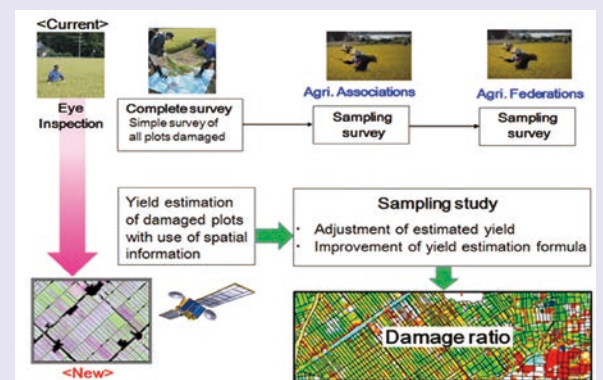 <Current>
Eye
Inspection
Complete survey
Simple survey of
all plots damaged
Agri. Associations
Sampling
survey
Agri. Federations
Sampling
survey
Yield estimation
of damaged plots
with use of spatial
information
Sampling study
· Adjustment of estimated yield
· Improvement of yield estimation formula
<New>
Damage ratio